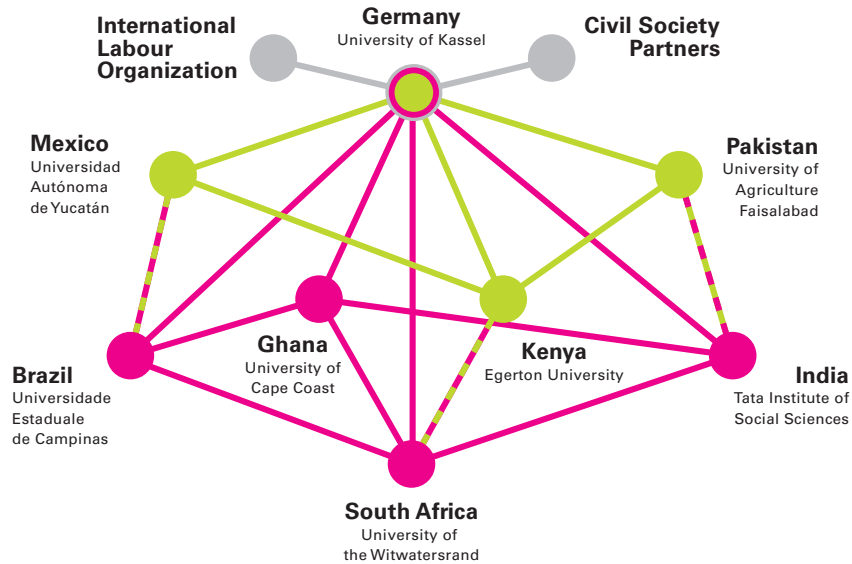 International
Labour
Organization
Germany
University of Kassel
Civil Society
Partners
Mexico
Universidad
Autónoma
de Yucatán
Pakistan
University of
Agriculture
Faisalabad
Ghana
University of
Cape Coast
Kenya
Egerton University
Brazil
Universidade
Estaduale
de Campinas
India
Tata Institute of
Social Sciences
South Africa
University of
the Witwatersrand